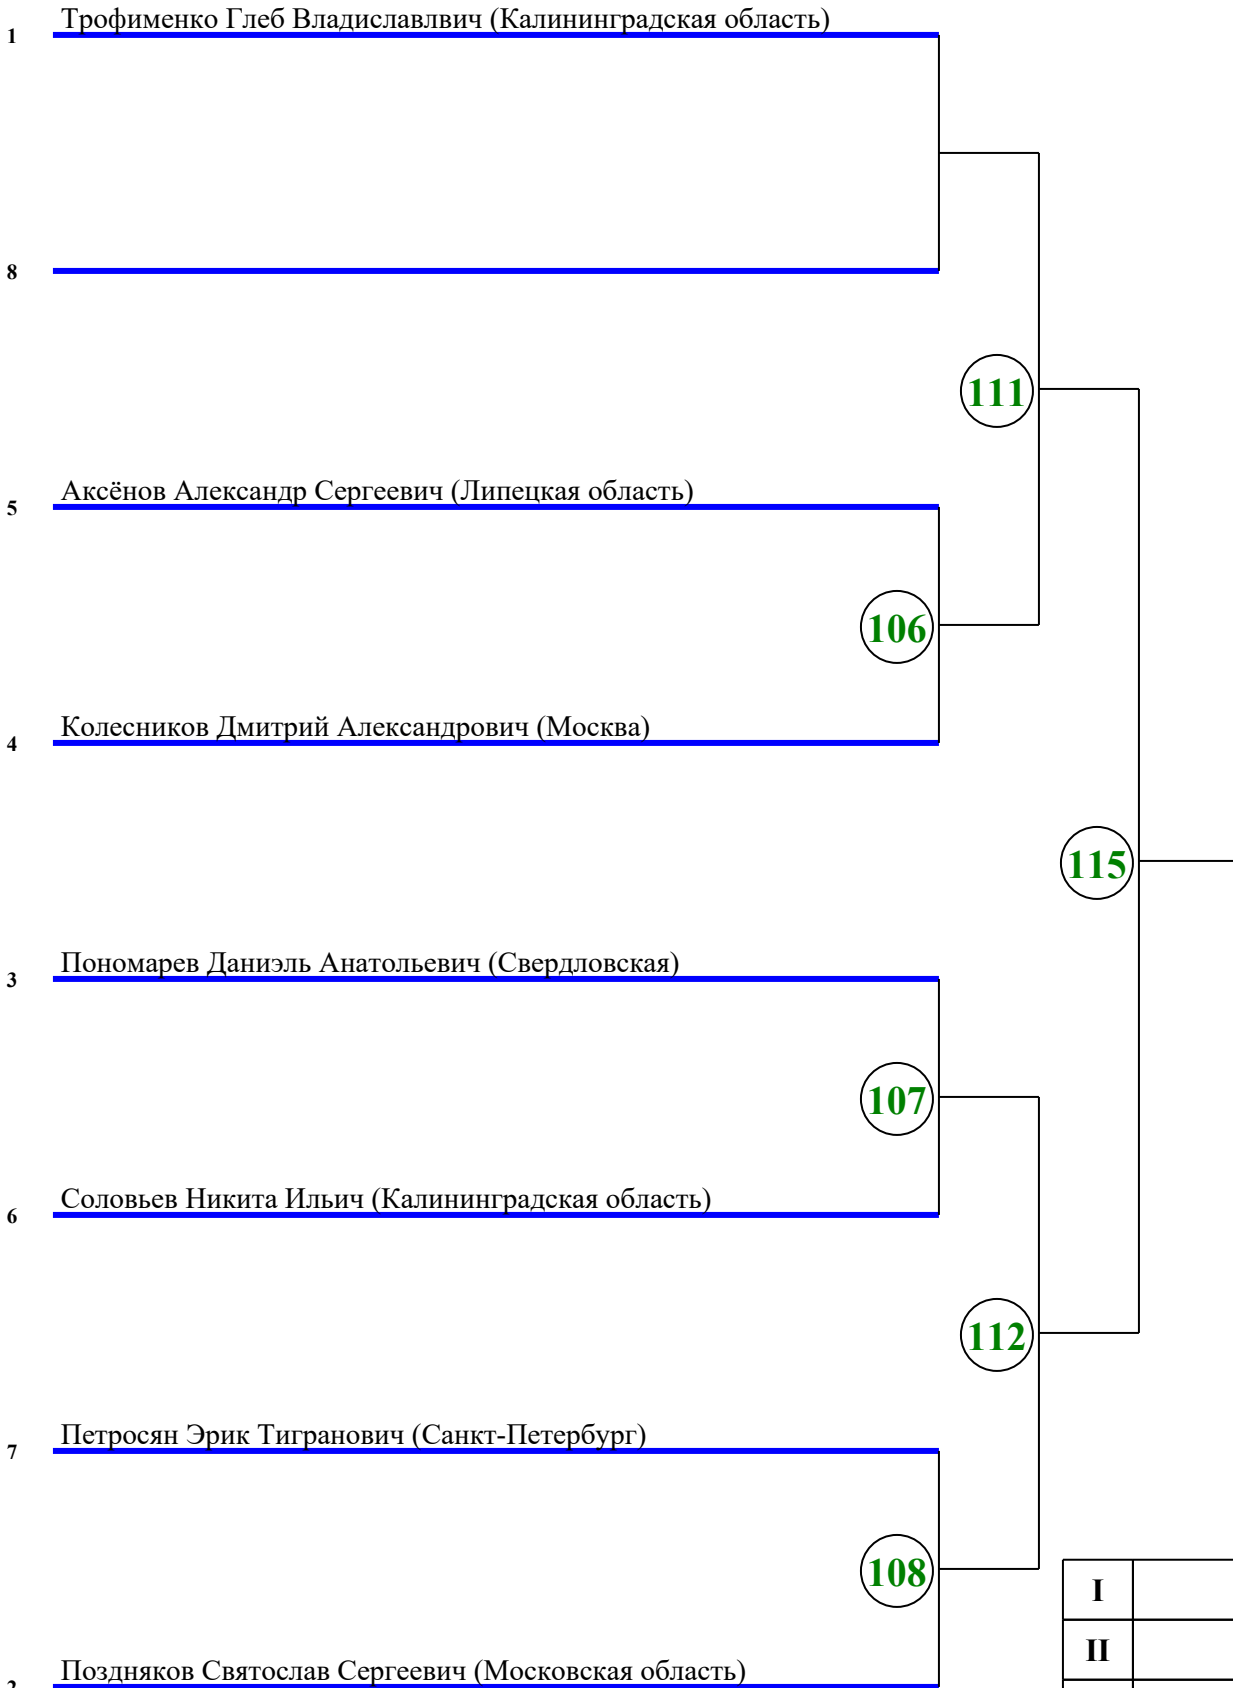 Трофименко Глеб Владиславлвич (Калининградская область)
1
8
111
Аксёнов Александр Сергеевич (Липецкая область)
5
106
Колесников Дмитрий Александрович (Москва)
4
115
Пономарев Даниэль Анатольевич (Свердловская)
3
107
Соловьев Никита Ильич (Калининградская область)
6
112
Петросян Эрик Тигранович (Санкт-Петербург)
7
108
I
II
Поздняков Святослав Сергеевич (Московская область)
2